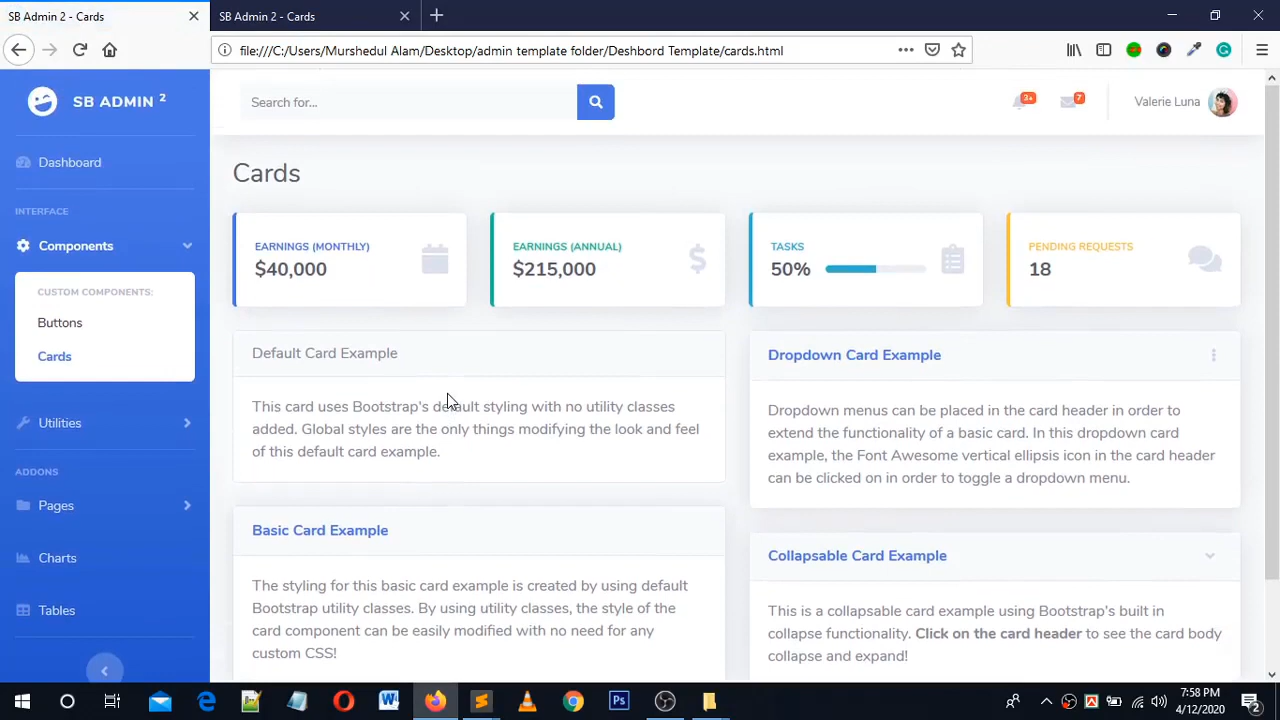 SB Admin 2 - Cards
SB Admin 2 - Cards
file:///C:/Users/Murshedul Alam/Desktop/admin template folder/Deshbord Template/cards.html
SB ADMIN 2
Search for...
3+
7
Valerie Luna
Dashboard
INTERFACE
Components
CUSTOM COMPONENTS:
Buttons
Cards
Utilities
ADDONS
Pages
Charts
Tables
Cards
EARNINGS (MONTHLY)
$40,000
EARNINGS (ANNUAL)
$215,000
TASKS
50%
PENDING REQUESTS
18
Default Card Example
This card uses Bootstrap's default styling with no utility classes
added. Global styles are the only things modifying the look and feel
of this default card example.
Dropdown Card Example
Dropdown menus can be placed in the card header in order to
extend the functionality of a basic card. In this dropdown card
example, the Font Awesome vertical ellipsis icon in the card header
can be clicked on in order to toggle a dropdown menu.
Basic Card Example
The styling for this basic card example is created by using default
Bootstrap utility classes. By using utility classes, the style of the
card component can be easily modified with no need for any
custom CSS!
Collapsable Card Example
This is a collapsable card example using Bootstrap's built in
collapse functionality. Click on the card header to see the card body
collapse and expand!
7:58 PM
4/12/2020
2